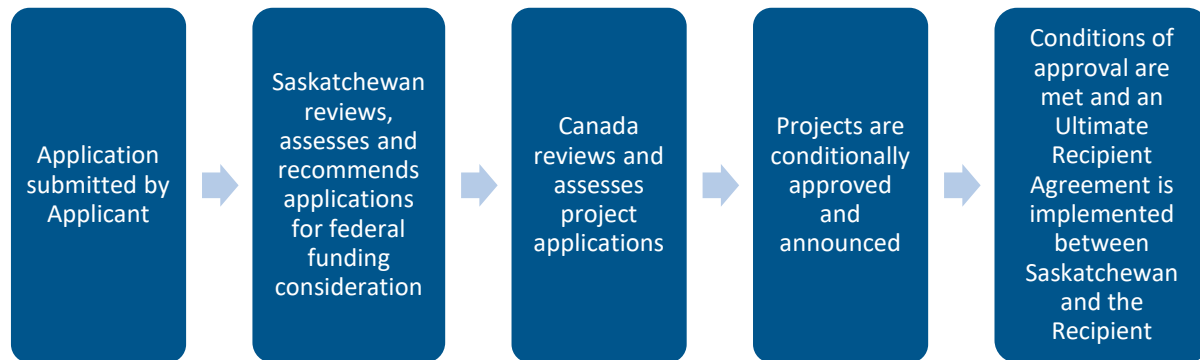 Application
submitted by
Applicant
Saskatchewan
reviews,
assesses and
recommends
applications
for federal
funding
consideration
Canada
reviews and
assesses
project
applications
Projects are
conditionally
approved
and
announced
Conditions of
approval are
met and an
Ultimate
Recipient
Agreement is
implemented
between
Saskatchewan
and the
Recipient